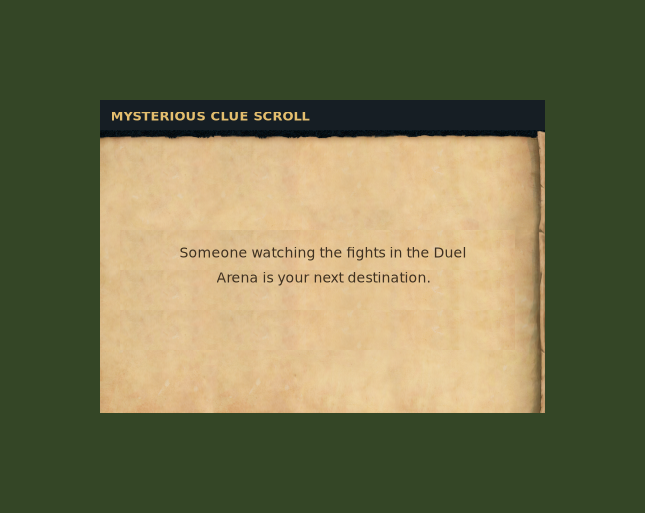 MYSTERIOUS CLUE SCROLL
Someone watching the fights in the Duel
Arena is your next destination.